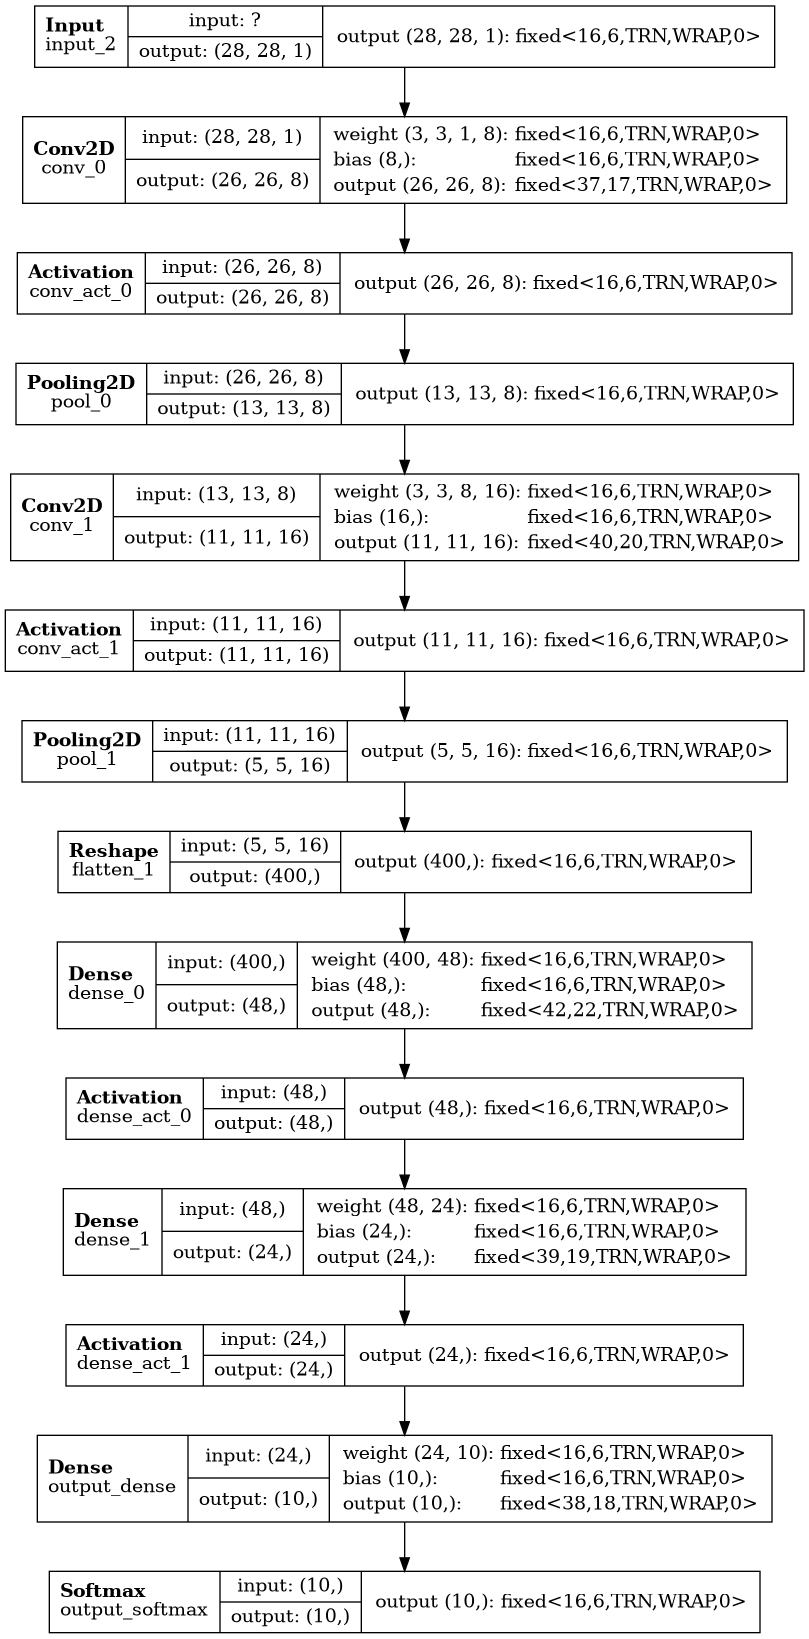 Input
input_2
input: ?
output: (28, 28, 1)
output (28, 28, 1): fixed<16,6,TRN,WRAP,0>
Conv2D
conv_0
input: (28, 28, 1)
output: (26, 26, 8)
weight (3, 3, 1, 8): fixed<16,6,TRN,WRAP,0>
bias (8,): fixed<16,6,TRN,WRAP,0>
output (26, 26, 8): fixed<37,17,TRN,WRAP,0>
Activation
conv_act_0
input: (26, 26, 8)
output: (26, 26, 8)
output (26, 26, 8): fixed<16,6,TRN,WRAP,0>
Pooling2D
pool_0
input: (26, 26, 8)
output: (13, 13, 8)
output (13, 13, 8): fixed<16,6,TRN,WRAP,0>
Conv2D
conv_1
input: (13, 13, 8)
output: (11, 11, 16)
weight (3, 3, 8, 16): fixed<16,6,TRN,WRAP,0>
bias (16,): fixed<16,6,TRN,WRAP,0>
output (11, 11, 16): fixed<40,20,TRN,WRAP,0>
Activation
conv_act_1
input: (11, 11, 16)
output: (11, 11, 16)
output (11, 11, 16): fixed<16,6,TRN,WRAP,0>
Pooling2D
pool_1
input: (11, 11, 16)
output: (5, 5, 16)
output (5, 5, 16): fixed<16,6,TRN,WRAP,0>
Reshape
flatten_1
input: (5, 5, 16)
output: (400,)
output (400,): fixed<16,6,TRN,WRAP,0>
Dense
dense_0
input: (400,)
output: (48,)
weight (400, 48): fixed<16,6,TRN,WRAP,0>
bias (48,): fixed<16,6,TRN,WRAP,0>
output (48,): fixed<42,22,TRN,WRAP,0>
Activation
dense_act_0
input: (48,)
output: (48,)
output (48,): fixed<16,6,TRN,WRAP,0>
Dense
dense_1
input: (48,)
output: (24,)
weight (48, 24): fixed<16,6,TRN,WRAP,0>
bias (24,): fixed<16,6,TRN,WRAP,0>
output (24,): fixed<39,19,TRN,WRAP,0>
Activation
dense_act_1
input: (24,)
output: (24,)
output (24,): fixed<16,6,TRN,WRAP,0>
Dense
output_dense
input: (24,)
output: (10,)
weight (24, 10): fixed<16,6,TRN,WRAP,0>
bias (10,): fixed<16,6,TRN,WRAP,0>
output (10,): fixed<38,18,TRN,WRAP,0>
Softmax
output_softmax
input: (10,)
output: (10,)
output (10,): fixed<16,6,TRN,WRAP,0>